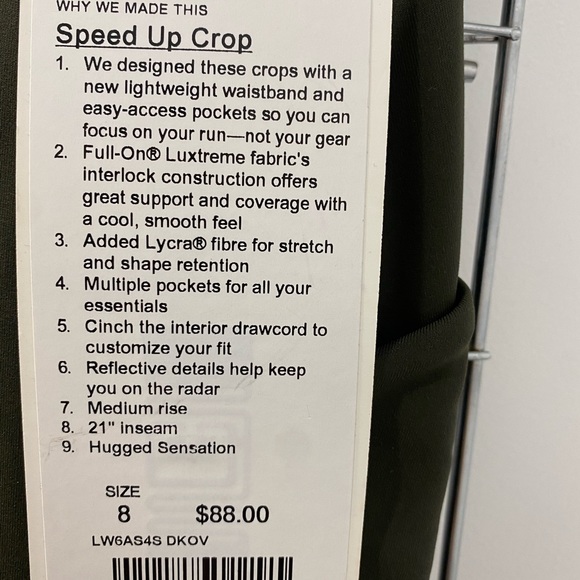 WHY WE MADE THIS
Speed Up Crop
1. We designed these crops with a
new lightweight waistband and
easy-access pockets so you can
focus on your run—not your gear
2. Full-On® Luxtreme fabric's
interlock construction offers
great support and coverage with
a cool, smooth feel
3. Added Lycra® fibre for stretch
and shape retention
4. Multiple pockets for all your
essentials
5. Cinch the interior drawcord to
customize your fit
6. Reflective details help keep
you on the radar
7. Medium rise
8. 21" inseam
9. Hugged Sensation
SIZE
8 $88.00
LW6AS4S DKOV